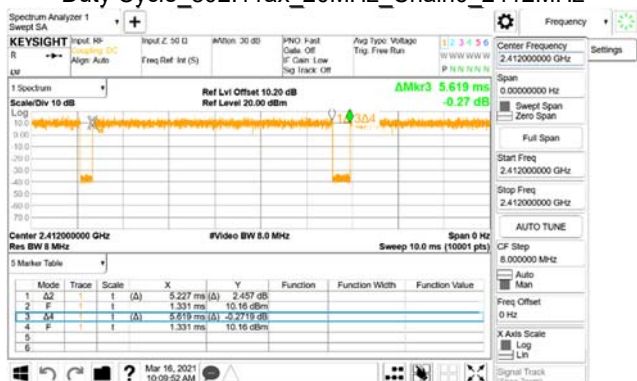 Duty Cycle_802.11ax_20MHz_Chain0_2412MHz
Spectrum Analyzer 1
Swept SA
Frequency
KEYSIGHT
Input: RF
Coupling: DC
Align: Auto
Input Z: 50 Ω
Freq Ref: Int (S)
#Atten: 30 dB
PNO: Fast
Gate: Off
IF Gain: Low
Sig Track: Off
Avg Type: Voltage
Trig: Free Run
1 2 3 4 5 6
W W W W W W
P N N N N N
Center Frequency
2.412000000 GHz
Settings
1 Spectrum
Scale/Div 10 dB
Ref Lvl Offset 10.20 dB
Ref Level 20.00 dBm
ΔMkr3 5.619 ms
-0.27 dB
Log
Span
0.00000000 Hz
Swept Span
Zero Span
Full Span
Start Freq
2.412000000 GHz
Stop Freq
2.412000000 GHz
AUTO TUNE
Center 2.412000000 GHz
Res BW 8 MHz
#Video BW 8.0 MHz
Span 0 Hz
Sweep 10.0 ms (10001 pts)
CF Step
8.000000 MHz
Auto
Man
Freq Offset
0 Hz
X Axis Scale
Log
Lin
Signal Track
5 Marker Table
Mode Trace Scale X Y Function Function Width Function Value
1 Δ2 1 t (Δ) 5.227 ms (Δ) 2.457 dB
2 F 1 t 1.331 ms 10.16 dBm
3 Δ4 1 t (Δ) 5.619 ms (Δ) -0.2719 dB
4 F 1 t 1.331 ms 10.16 dBm
5
6
Mar 16, 2021
10:09:52 AM